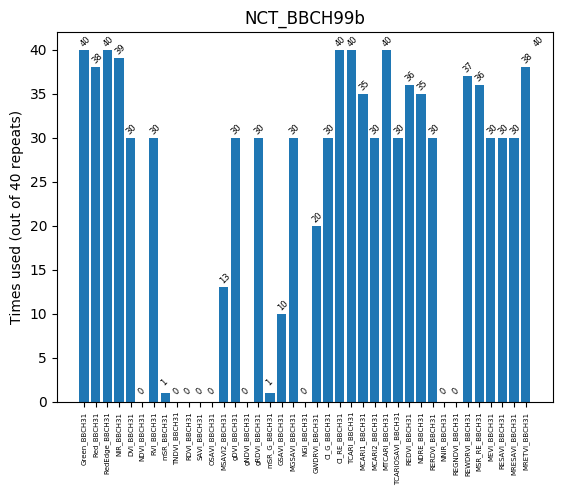 NCT_BBCH99b
Times used (out of 40 repeats)
40
35
30
25
20
15
10
5
0
40
38
40
39
30
0
30
1
0
0
0
0
13
30
0
30
1
10
30
0
20
30
40
40
35
30
40
30
36
35
30
0
0
37
36
30
30
30
38
40
Green_BBCH31
Red_BBCH31
RedEdge_BBCH31
NIR_BBCH31
DVI_BBCH31
NDVI_BBCH31
RVI_BBCH31
mSR_BBCH31
TNDVI_BBCH31
RDVI_BBCH31
SAVI_BBCH31
OSAVI_BBCH31
MSAVI2_BBCH31
gDVI_BBCH31
gNDVI_BBCH31
gRDVI_BBCH31
mSR_G_BBCH31
GSAVI_BBCH31
MGSAVI_BBCH31
NGI_BBCH31
GWDRVI_BBCH31
CI_G_BBCH31
CI_RE_BBCH31
TCARI_BBCH31
MCARI1_BBCH31
MCARI2_BBCH31
MTCARI_BBCH31
TCARIOSAVI_BBCH31
REDVI_BBCH31
NDRE_BBCH31
RERDVI_BBCH31
NNIR_BBCH31
REGNDVI_BBCH31
REWDRVI_BBCH31
MSR_RE_BBCH31
MEVI_BBCH31
RESAVI_BBCH31
MRESAVI_BBCH31
MRETVI_BBCH31